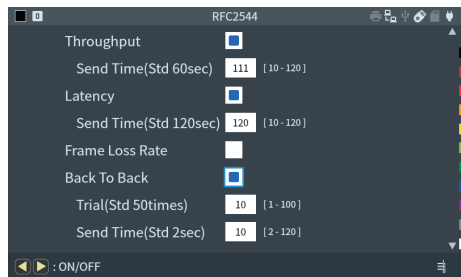 0 RFC2544
Throughput
Send Time(Std 60sec) 111 [ 10 - 120 ]
Latency
Send Time(Std 120sec) 120 [ 10 - 120 ]
Frame Loss Rate
Back To Back
Trial(Std 50times) 10 [ 1 - 100 ]
Send Time(Std 2sec) 10 [ 2 - 120 ]
: ON/OFF